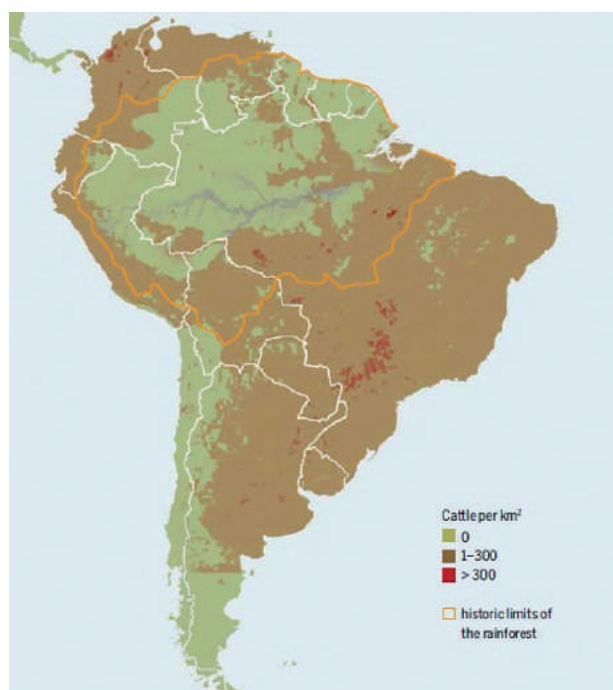 Cattle per km²
0
1–300
> 300
historic limits of
the rainforest